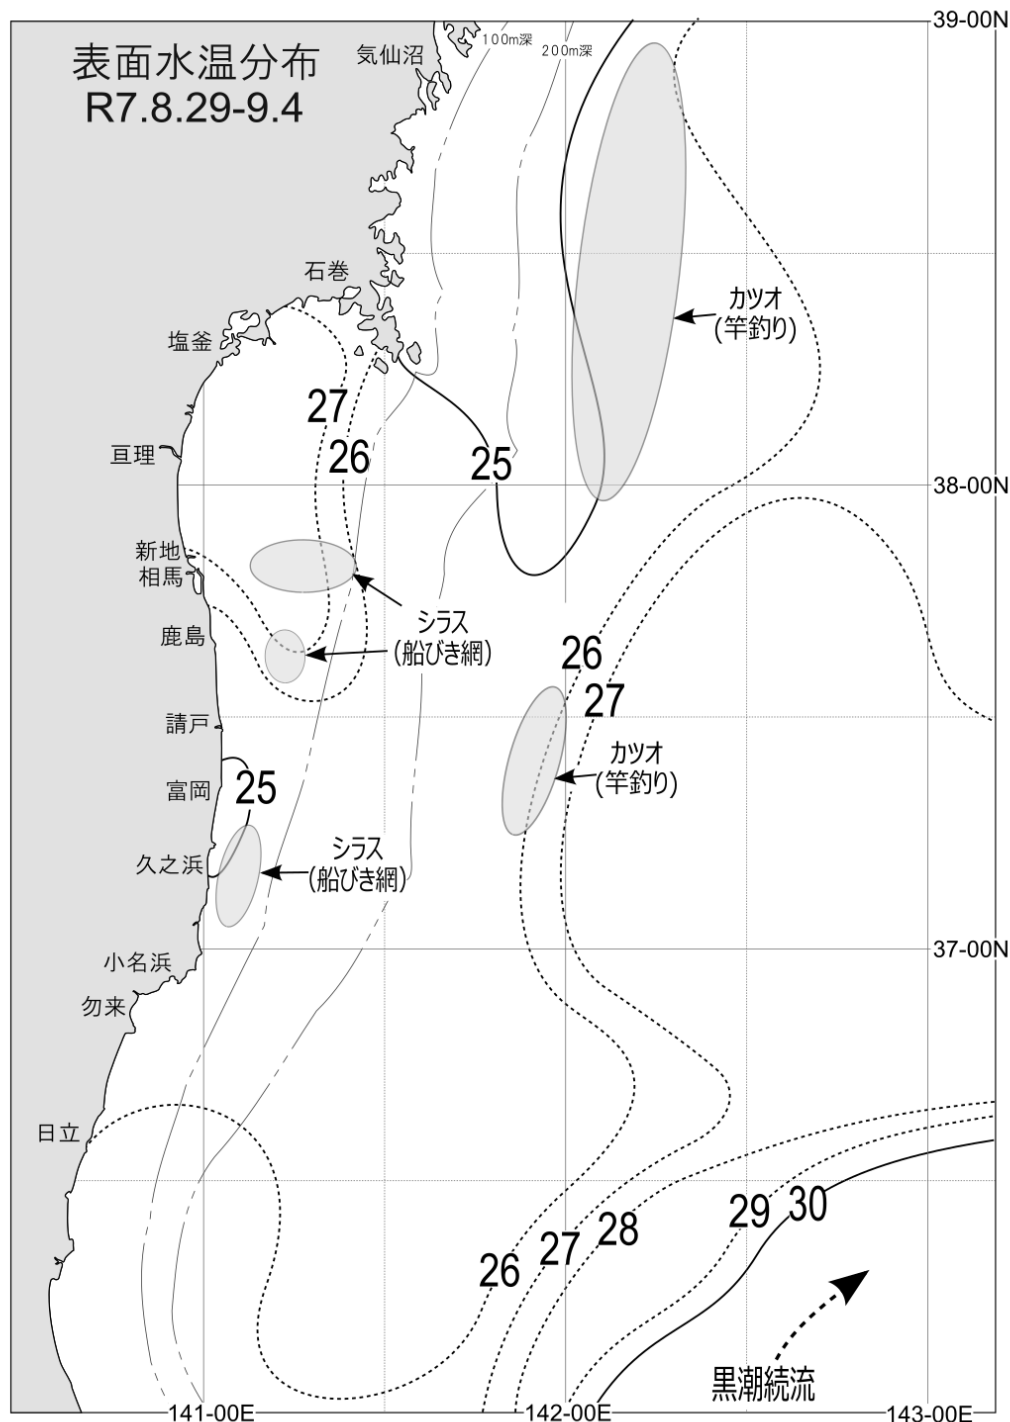 39-00N
表面水温分布
R7.8.29-9.4
気仙沼
100m深
200m深
石巻
カツオ
(竿釣り)
塩釜
27
26
25
亘理
38-00N
新地
相馬
シラス
(船びき網)
鹿島
26
27
請戸
カツオ
(竿釣り)
富岡
25
シラス
(船びき網)
久之浜
37-00N
小名浜
勿来
日立
26
27
28
29
30
黒潮続流
141-00E
142-00E
143-00E